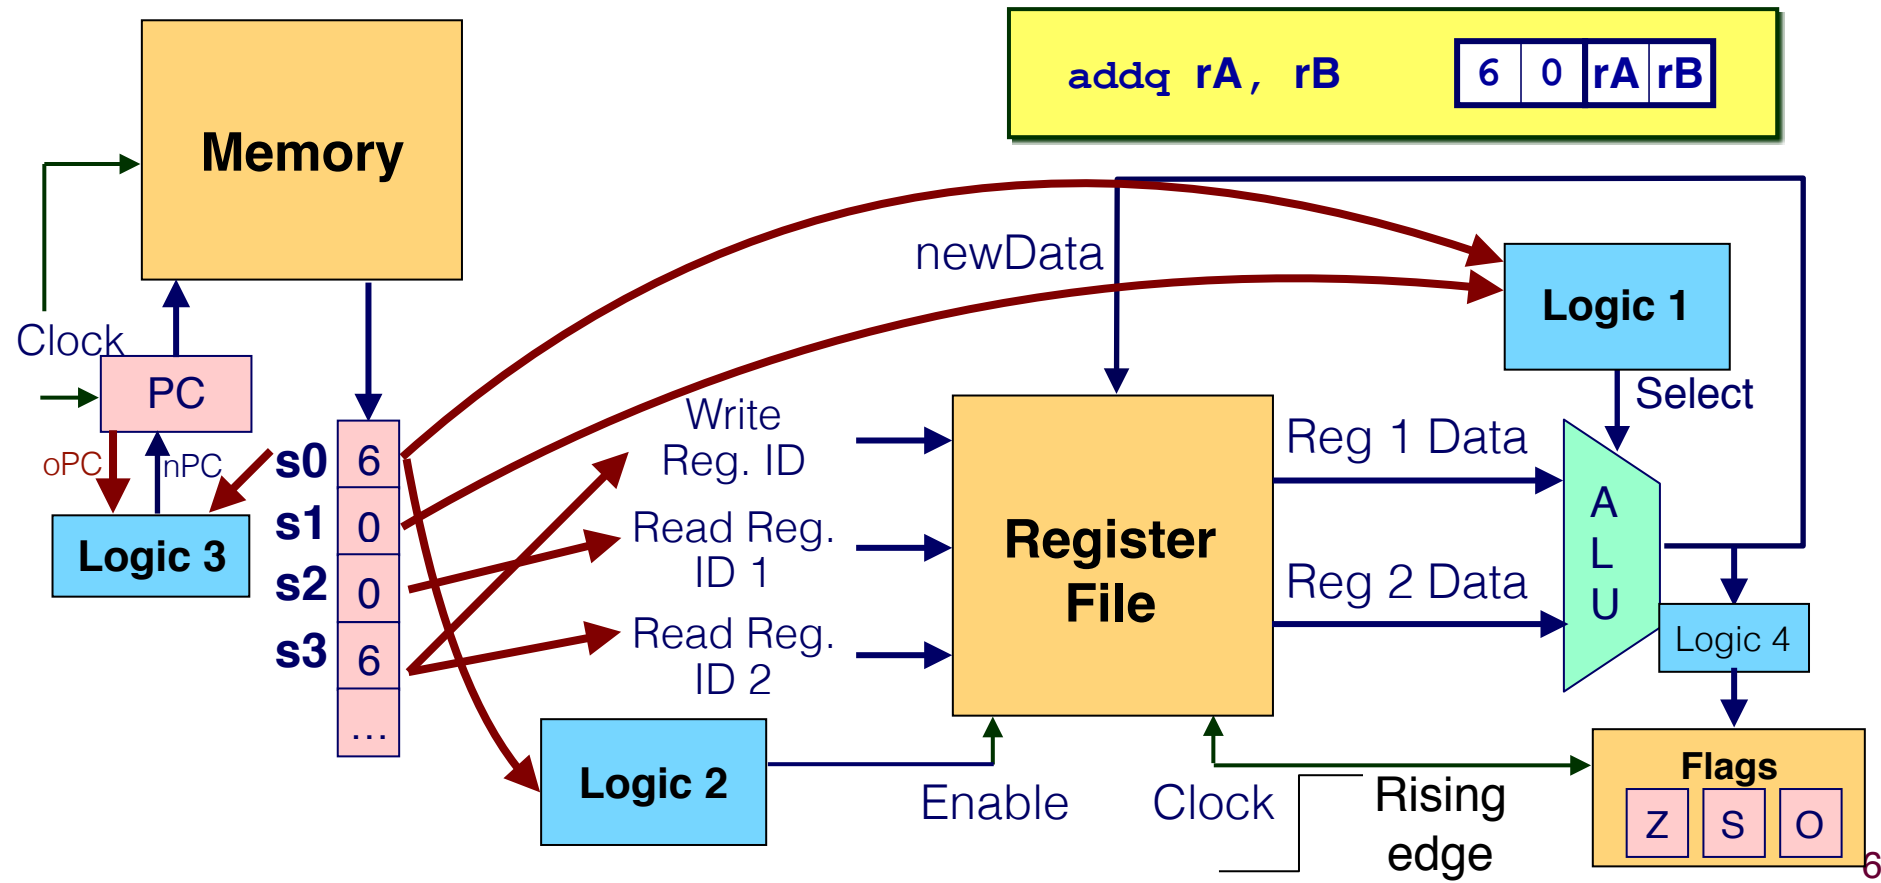 addq rA, rB
6 0 rA rB
Memory
newData
Clock
PC
oPC
nPC
Logic 3
s0 6
s1 0
s2 0
s3 6
...
Write
Reg. ID
Read Reg.
ID 1
Read Reg.
ID 2
Logic 2
Enable
Register
File
Clock
Rising
edge
Reg 1 Data
Reg 2 Data
Logic 1
Select
A
L
U
Logic 4
Flags
Z S O
6